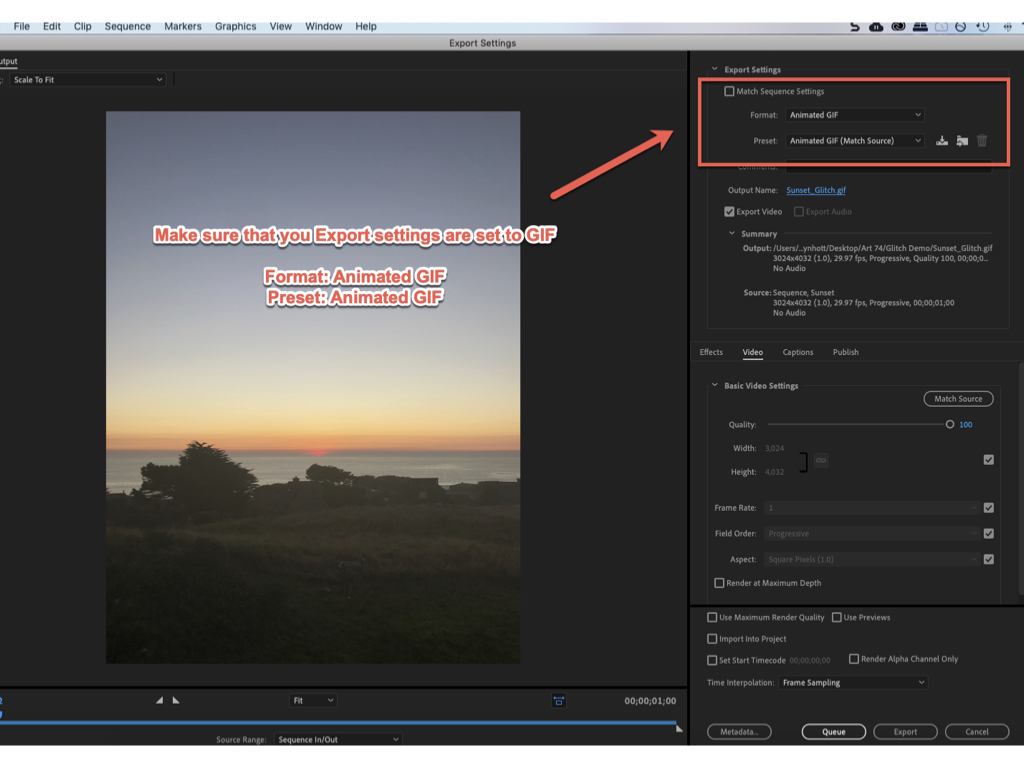 File Edit Clip Sequence Markers Graphics View Window Help
Export Settings
utput
Scale To Fit
Make sure that you Export settings are set to GIF
Format: Animated GIF
Preset: Animated GIF
Export Settings
Match Sequence Settings
Format: Animated GIF
Preset: Animated GIF (Match Source)
Comments:
Output Name: Sunset_Glitch.gif
Export Video Export Audio
Summary
Output: /Users/...ynhott/Desktop/Art 74/Glitch Demo/Sunset_Glitch.gif
3024x4032 (1.0), 29.97 fps, Progressive, Quality 100, 00;00;0...
No Audio
Source: Sequence, Sunset
3024x4032 (1.0), 29.97 fps, Progressive, 00;00;01;00
No Audio
Effects Video Captions Publish
Basic Video Settings
Match Source
Quality: 100
Width: 3,024
Height: 4,032
Frame Rate: 1
Field Order: Progressive
Aspect: Square Pixels (1.0)
Render at Maximum Depth
Use Maximum Render Quality Use Previews
Import Into Project
Set Start Timecode 00;00;00;00 Render Alpha Channel Only
Time Interpolation: Frame Sampling
Fit
00;00;01;00
Source Range: Sequence In/Out
Metadata... Queue Export Cancel